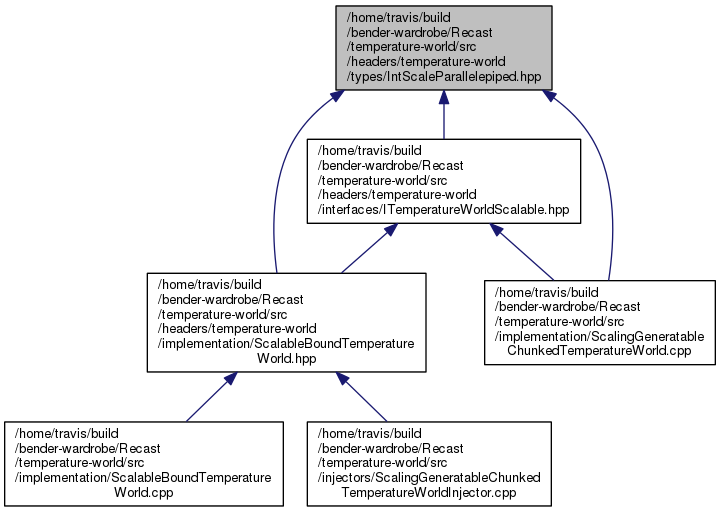 /home/travis/build
/bender-wardrobe/Recast
/temperature-world/src
/headers/temperature-world
/types/IntScaleParallelepiped.hpp
/home/travis/build
/bender-wardrobe/Recast
/temperature-world/src
/headers/temperature-world
/interfaces/ITemperatureWorldScalable.hpp
/home/travis/build
/bender-wardrobe/Recast
/temperature-world/src
/headers/temperature-world
/implementation/ScalableBoundTemperature
World.hpp
/home/travis/build
/bender-wardrobe/Recast
/temperature-world/src
/implementation/ScalingGeneratable
ChunkedTemperatureWorld.cpp
/home/travis/build
/bender-wardrobe/Recast
/temperature-world/src
/implementation/ScalableBoundTemperature
World.cpp
/home/travis/build
/bender-wardrobe/Recast
/temperature-world/src
/injectors/ScalingGeneratableChunked
TemperatureWorldInjector.cpp